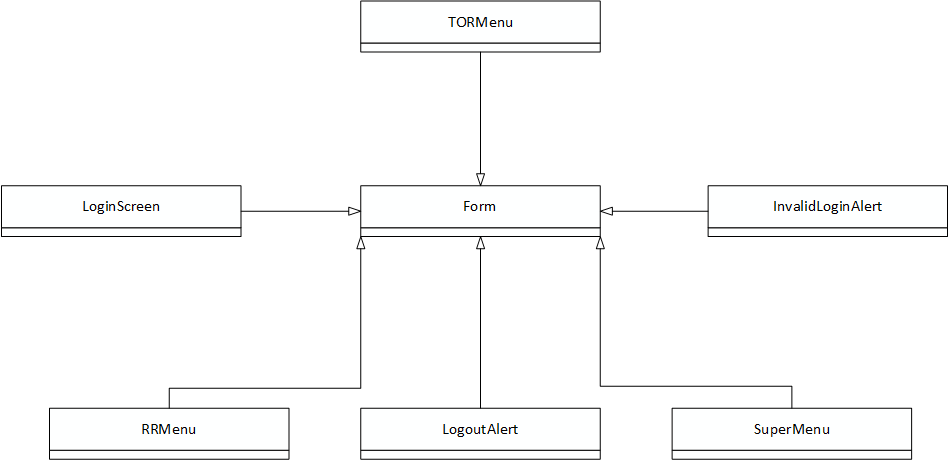 TORMenu
LoginScreen
Form
InvalidLoginAlert
RRMenu
LogoutAlert
SuperMenu